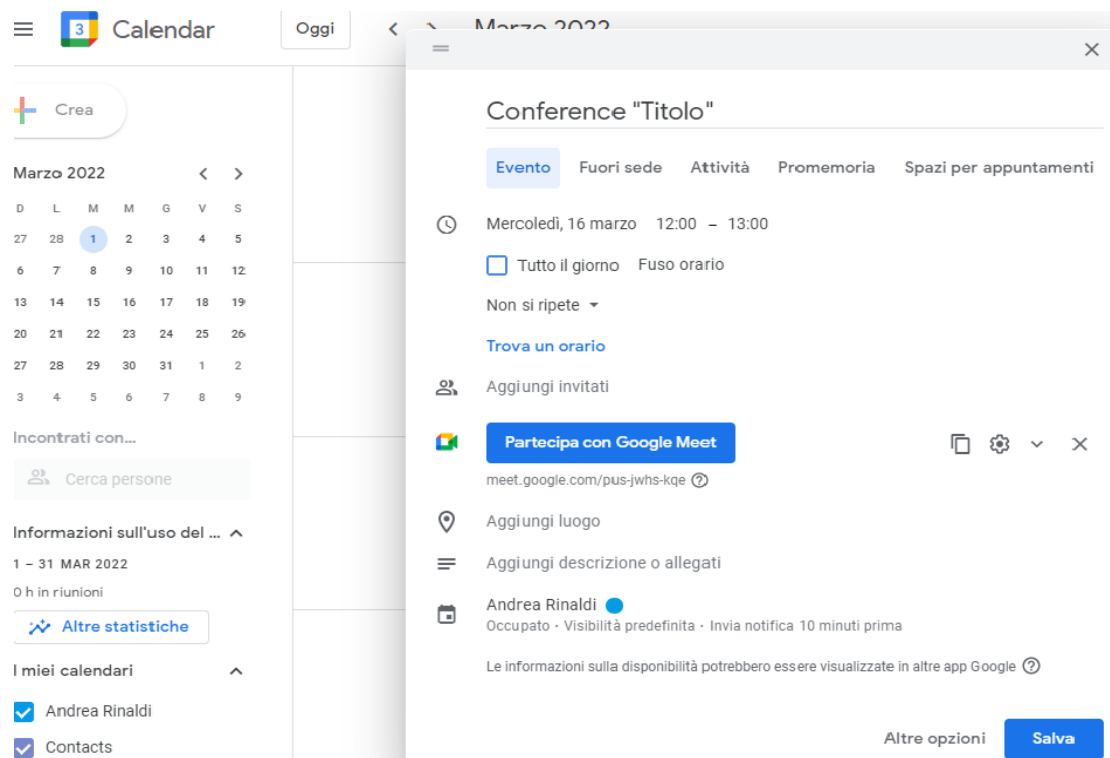 3 Calendar Oggi Marzo 2022
Crea
Marzo 2022
D L M M G V S
27 28 1 2 3 4 5
6 7 8 9 10 11 12
13 14 15 16 17 18 19
20 21 22 23 24 25 26
27 28 29 30 31 1 2
3 4 5 6 7 8 9
Incontrati con...
Cerca persone
Informazioni sull'uso del ...
1 – 31 MAR 2022
0 h in riunioni
Altre statistiche
I miei calendari
Andrea Rinaldi
Contacts
Conference "Titolo"
Evento Fuori sede Attività Promemoria Spazi per appuntamenti
Mercoledì, 16 marzo 12:00 – 13:00
Tutto il giorno Fuso orario
Non si ripete
Trova un orario
Aggiungi invitati
Partecipa con Google Meet
meet.google.com/pus-jwhs-kqe
Aggiungi luogo
Aggiungi descrizione o allegati
Andrea Rinaldi
Occupato · Visibilità predefinita · Invia notifica 10 minuti prima
Le informazioni sulla disponibilità potrebbero essere visualizzate in altre app Google
Altre opzioni Salva